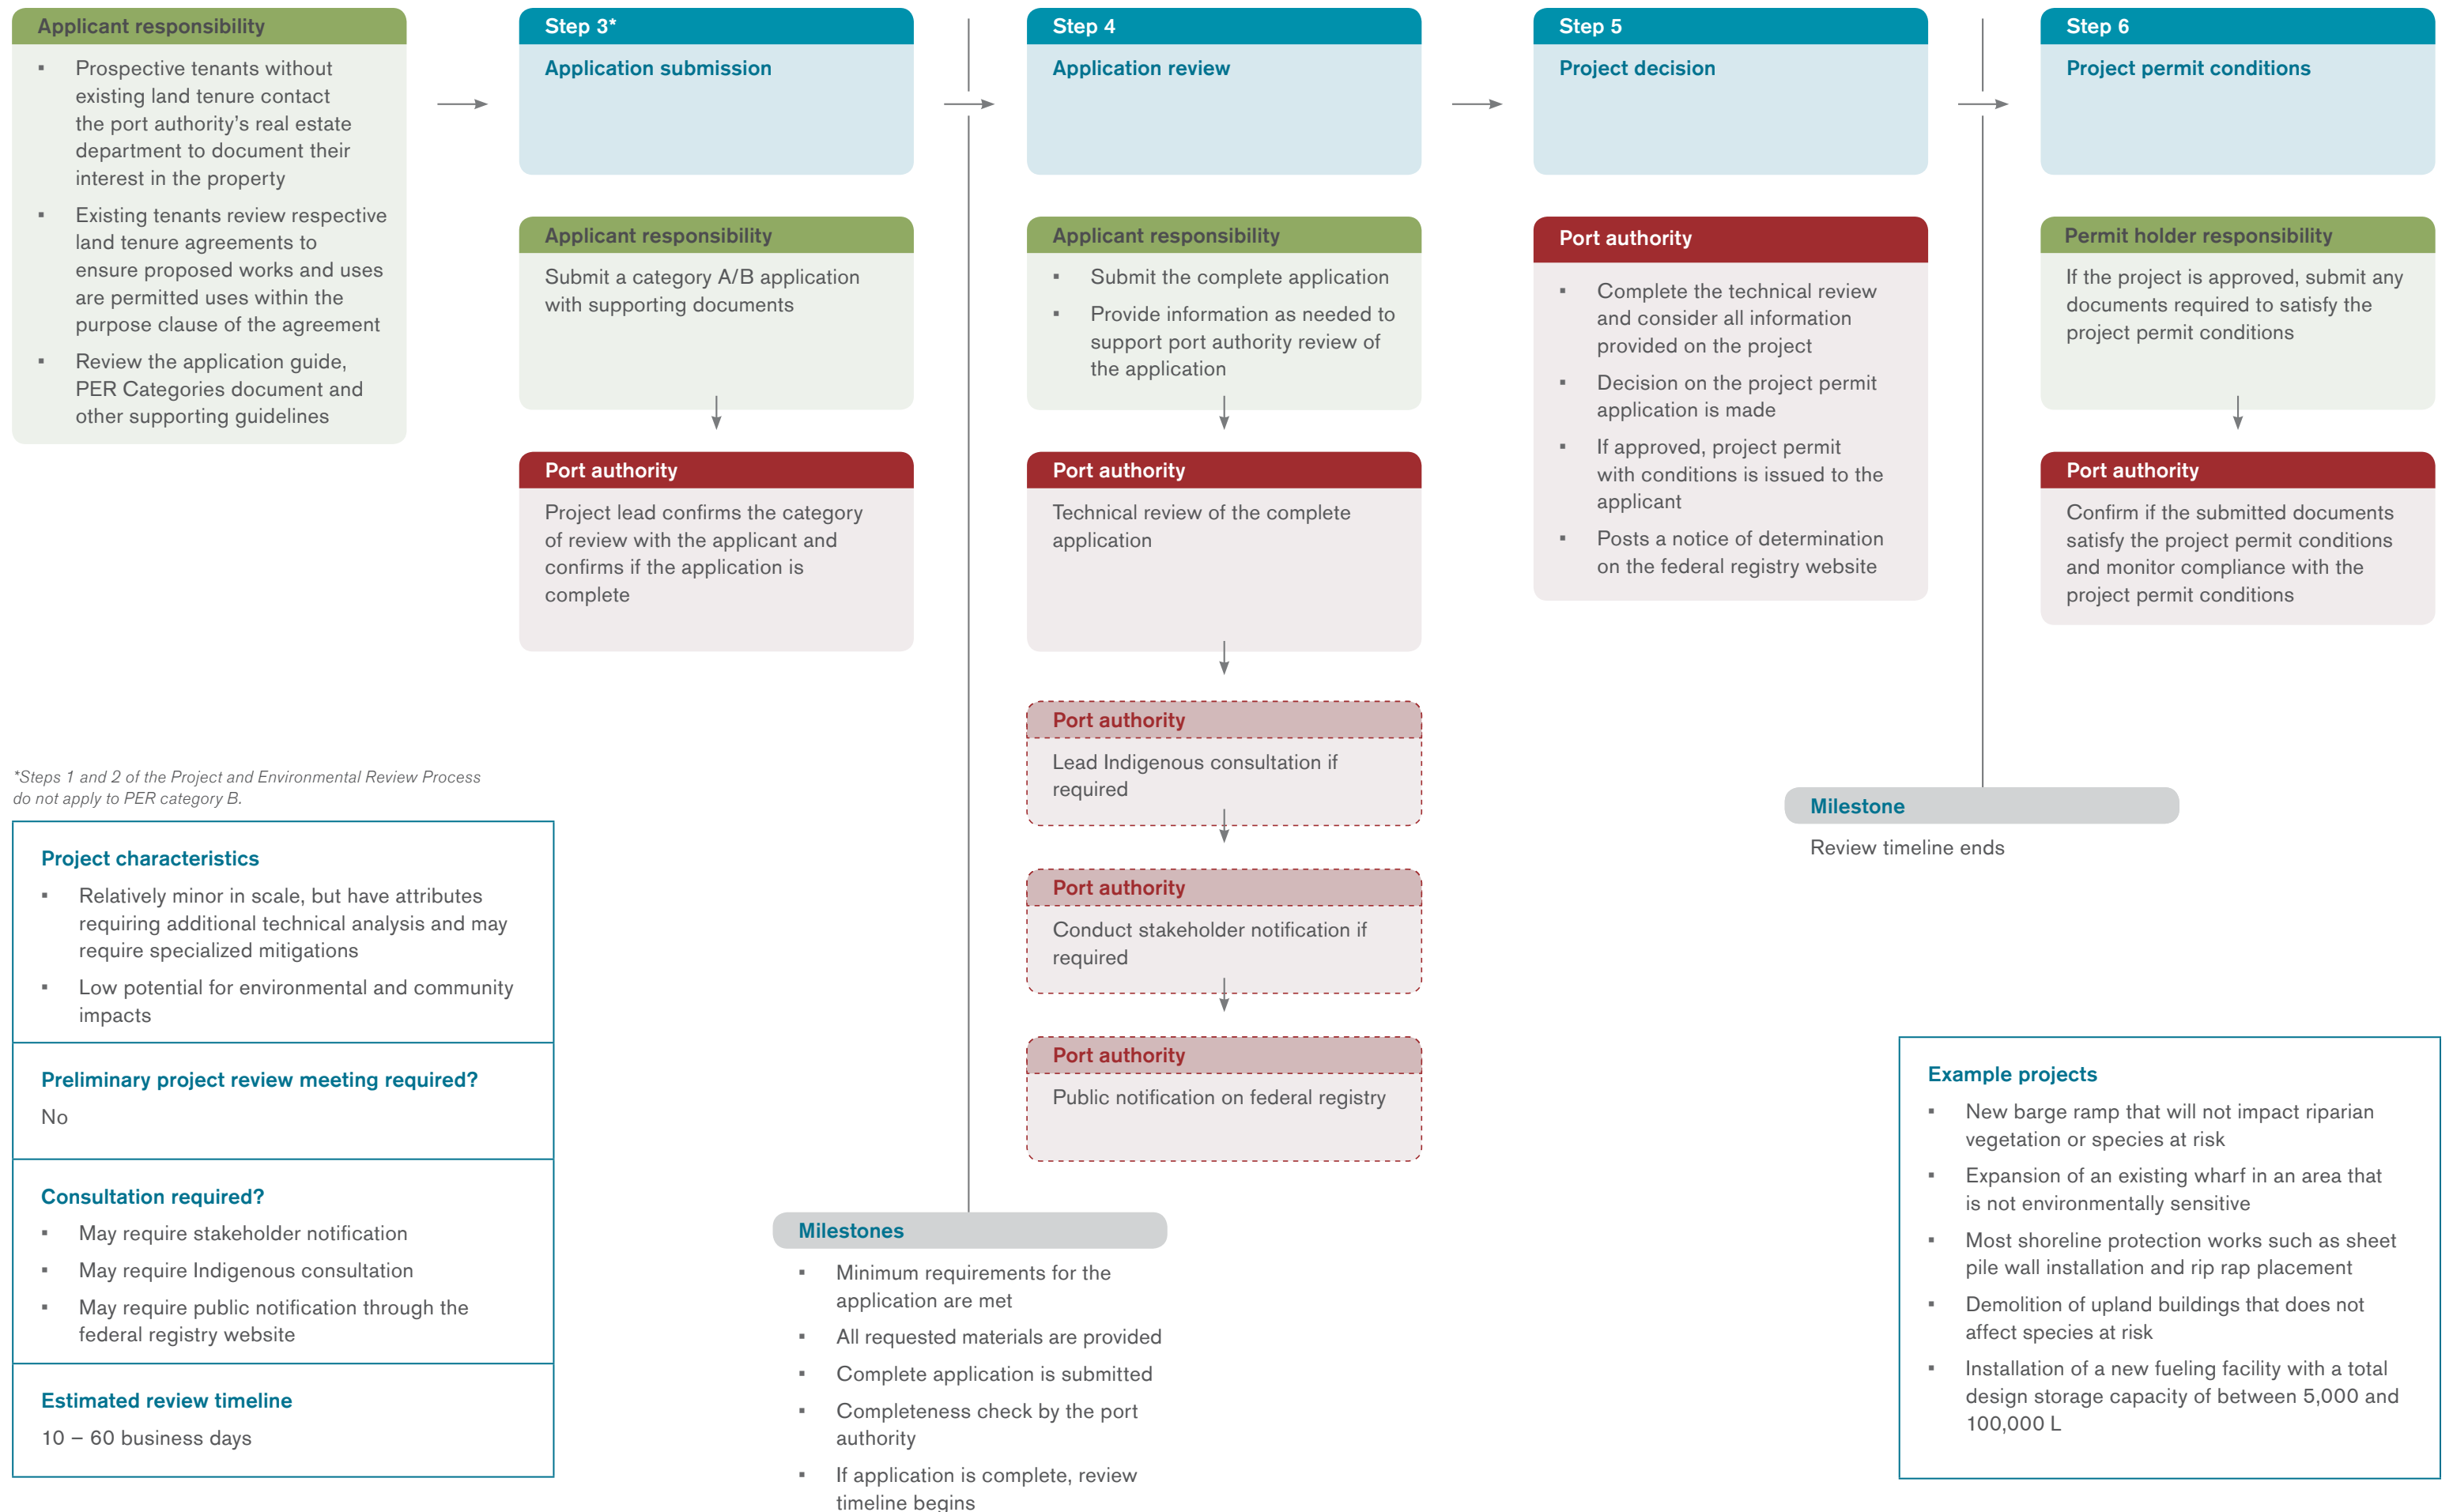 Applicant responsibility
▪ Prospective tenants without
existing land tenure contact
the port authority’s real estate
department to document their
interest in the property
▪ Existing tenants review respective
land tenure agreements to
ensure proposed works and uses
are permitted uses within the
purpose clause of the agreement
▪ Review the application guide,
PER Categories document and
other supporting guidelines
Step 3*
Application submission
Applicant responsibility
Submit a category A/B application
with supporting documents
Port authority
Project lead confirms the category
of review with the applicant and
confirms if the application is
complete
Step 4
Application review
Applicant responsibility
▪ Submit the complete application
▪ Provide information as needed to
support port authority review of
the application
Port authority
Technical review of the complete
application
Port authority
Lead Indigenous consultation if
required
Port authority
Conduct stakeholder notification if
required
Port authority
Public notification on federal registry
Step 5
Project decision
Port authority
▪ Complete the technical review
and consider all information
provided on the project
▪ Decision on the project permit
application is made
▪ If approved, project permit
with conditions is issued to the
applicant
▪ Posts a notice of determination
on the federal registry website
Step 6
Project permit conditions
Permit holder responsibility
If the project is approved, submit any
documents required to satisfy the
project permit conditions
Port authority
Confirm if the submitted documents
satisfy the project permit conditions
and monitor compliance with the
project permit conditions
*Steps 1 and 2 of the Project and Environmental Review Process
do not apply to PER category B.
Project characteristics
▪ Relatively minor in scale, but have attributes
requiring additional technical analysis and may
require specialized mitigations
▪ Low potential for environmental and community
impacts
Preliminary project review meeting required?
No
Consultation required?
▪ May require stakeholder notification
▪ May require Indigenous consultation
▪ May require public notification through the
federal registry website
Estimated review timeline
10 – 60 business days
Milestones
▪ Minimum requirements for the
application are met
▪ All requested materials are provided
▪ Complete application is submitted
▪ Completeness check by the port
authority
▪ If application is complete, review
timeline begins
Milestone
Review timeline ends
Example projects
▪ New barge ramp that will not impact riparian
vegetation or species at risk
▪ Expansion of an existing wharf in an area that
is not environmentally sensitive
▪ Most shoreline protection works such as sheet
pile wall installation and rip rap placement
▪ Demolition of upland buildings that does not
affect species at risk
▪ Installation of a new fueling facility with a total
design storage capacity of between 5,000 and
100,000 L